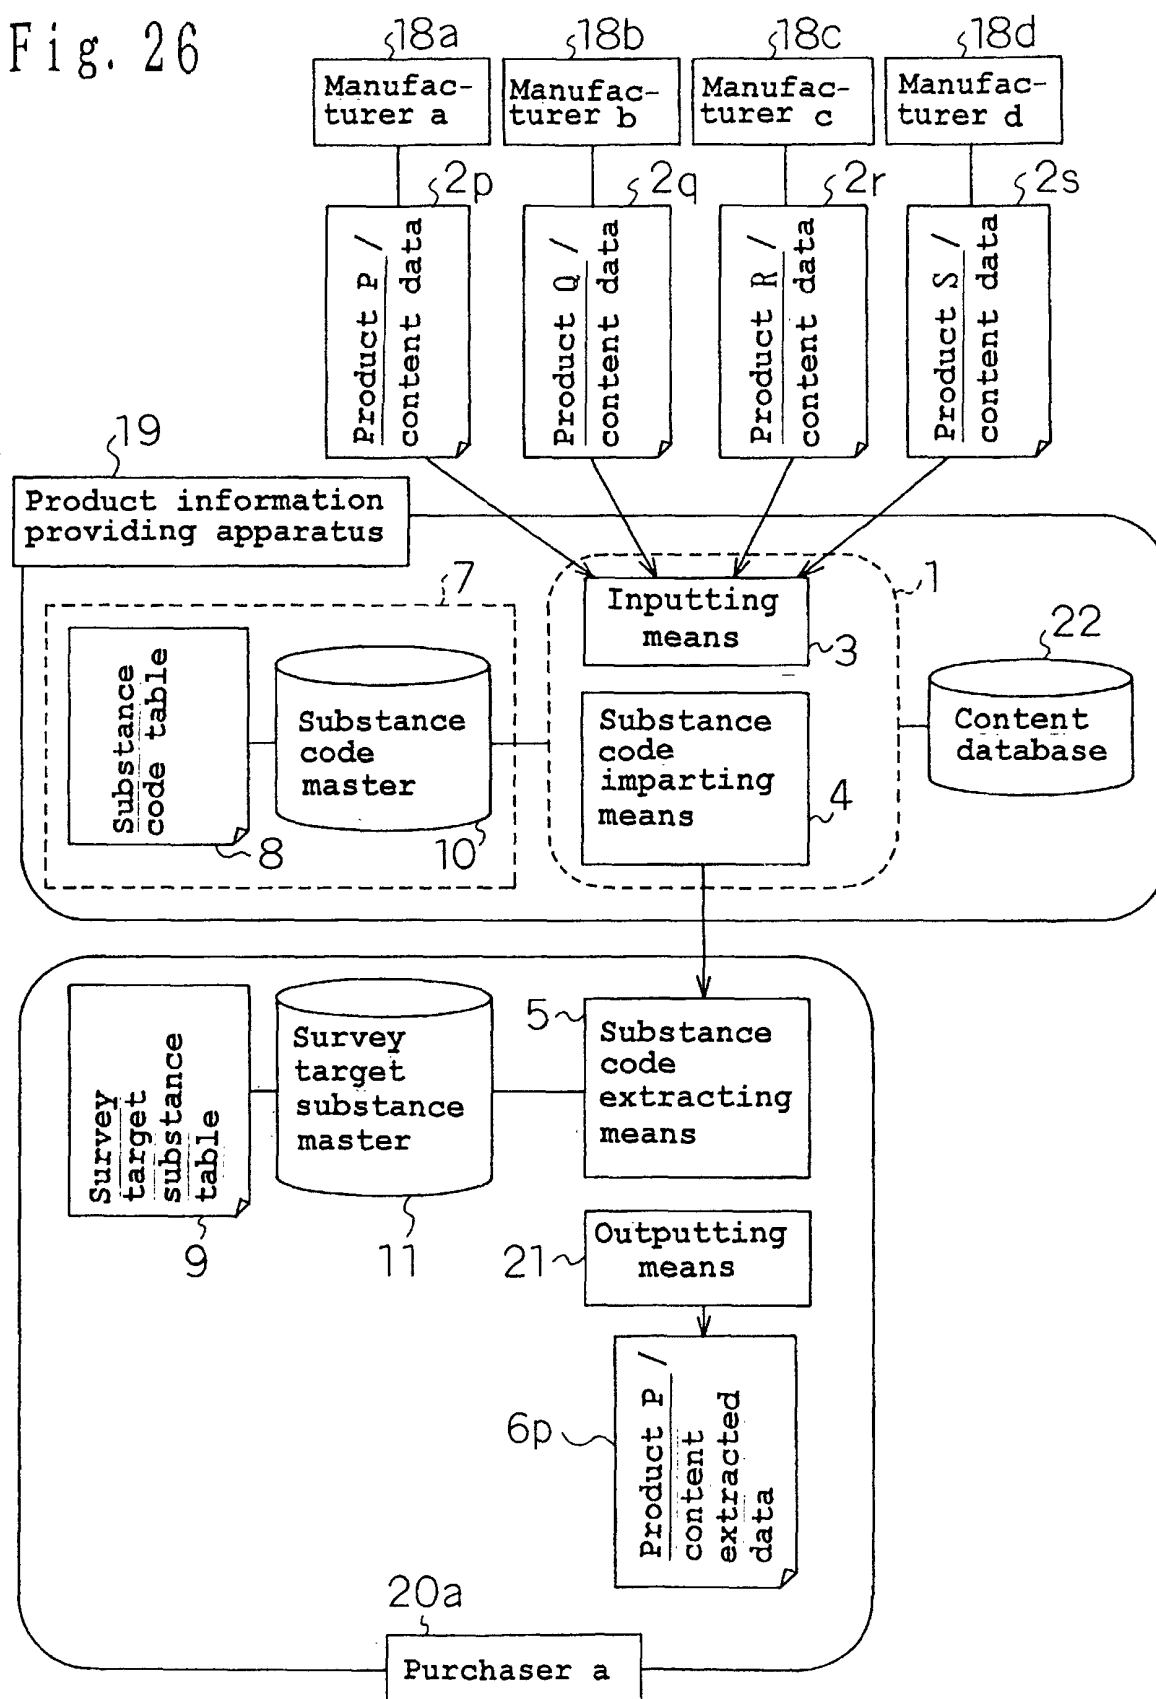 Fig. 26
18a
18b
18c
18d
Manufac-
turer a
Manufac-
turer b
Manufac-
turer c
Manufac-
turer d
2p
2q
2r
2s
Product P /
content data
Product Q /
content data
Product R /
content data
Product S /
content data
19
Product information
providing apparatus
7
1
Inputting
means
3
22
Substance
code table
8
Substance
code
master
10
Substance
code
imparting
means
4
Content
database
Survey
target
substance
table
9
Survey
target
substance
master
11
5
Substance
code
extracting
means
21
Outputting
means
6p
Product P /
content
extracted
data
20a
Purchaser a